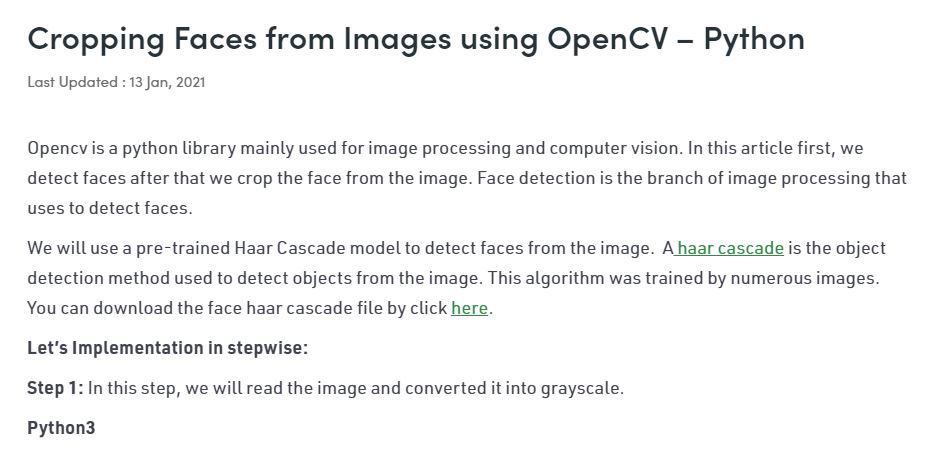 Cropping Faces from Images using OpenCV – Python
Last Updated : 13 Jan, 2021
Opencv is a python library mainly used for image processing and computer vision. In this article first, we
detect faces after that we crop the face from the image. Face detection is the branch of image processing that
uses to detect faces.
We will use a pre-trained Haar Cascade model to detect faces from the image.  A haar cascade is the object
detection method used to detect objects from the image. This algorithm was trained by numerous images.
You can download the face haar cascade file by click here.
Let’s Implementation in stepwise:
Step 1: In this step, we will read the image and converted it into grayscale.
Python3